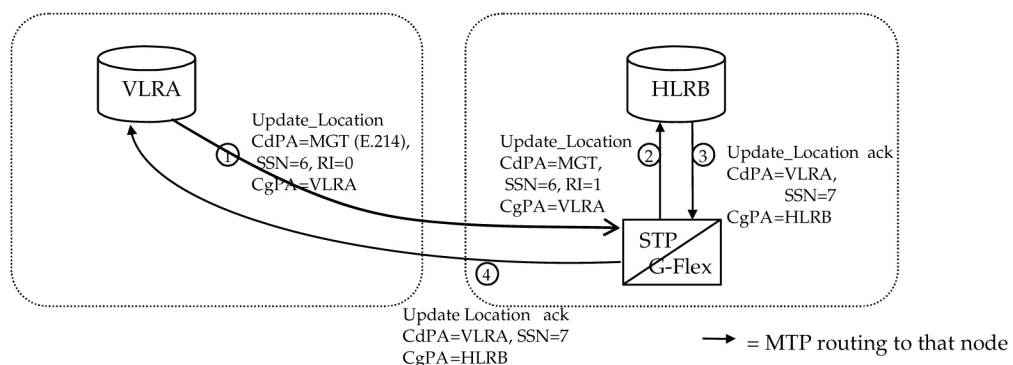 VLRA
HLRB
Update_Location
CdPA=MGT (E.214),
SSN=6, RI=0
CgPA=VLRA
1
Update_Location
CdPA=MGT,
SSN=6, RI=1
CgPA=VLRA
2
3
Update_Location ack
CdPA=VLRA,
SSN=7
CgPA=HLRB
STP
G-Flex
4
Update Location ack
CdPA=VLRA, SSN=7
CgPA=HLRB
= MTP routing to that node